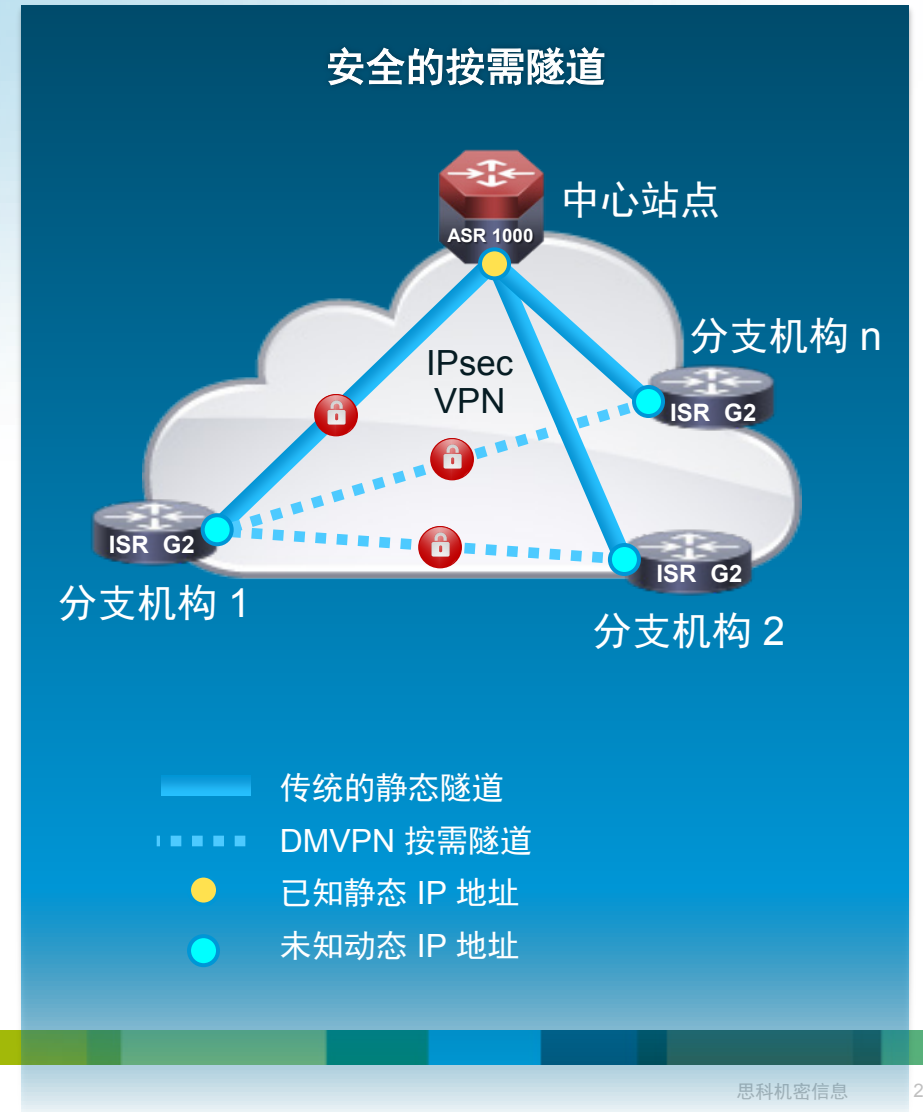 安全的按需隧道
中心站点
ASR 1000
分支机构 n
IPsec
VPN
ISR G2
ISR G2
ISR G2
分支机构 1
分支机构 2
传统的静态隧道
DMVPN 按需隧道
已知静态 IP 地址
未知动态 IP 地址
思科机密信息
2